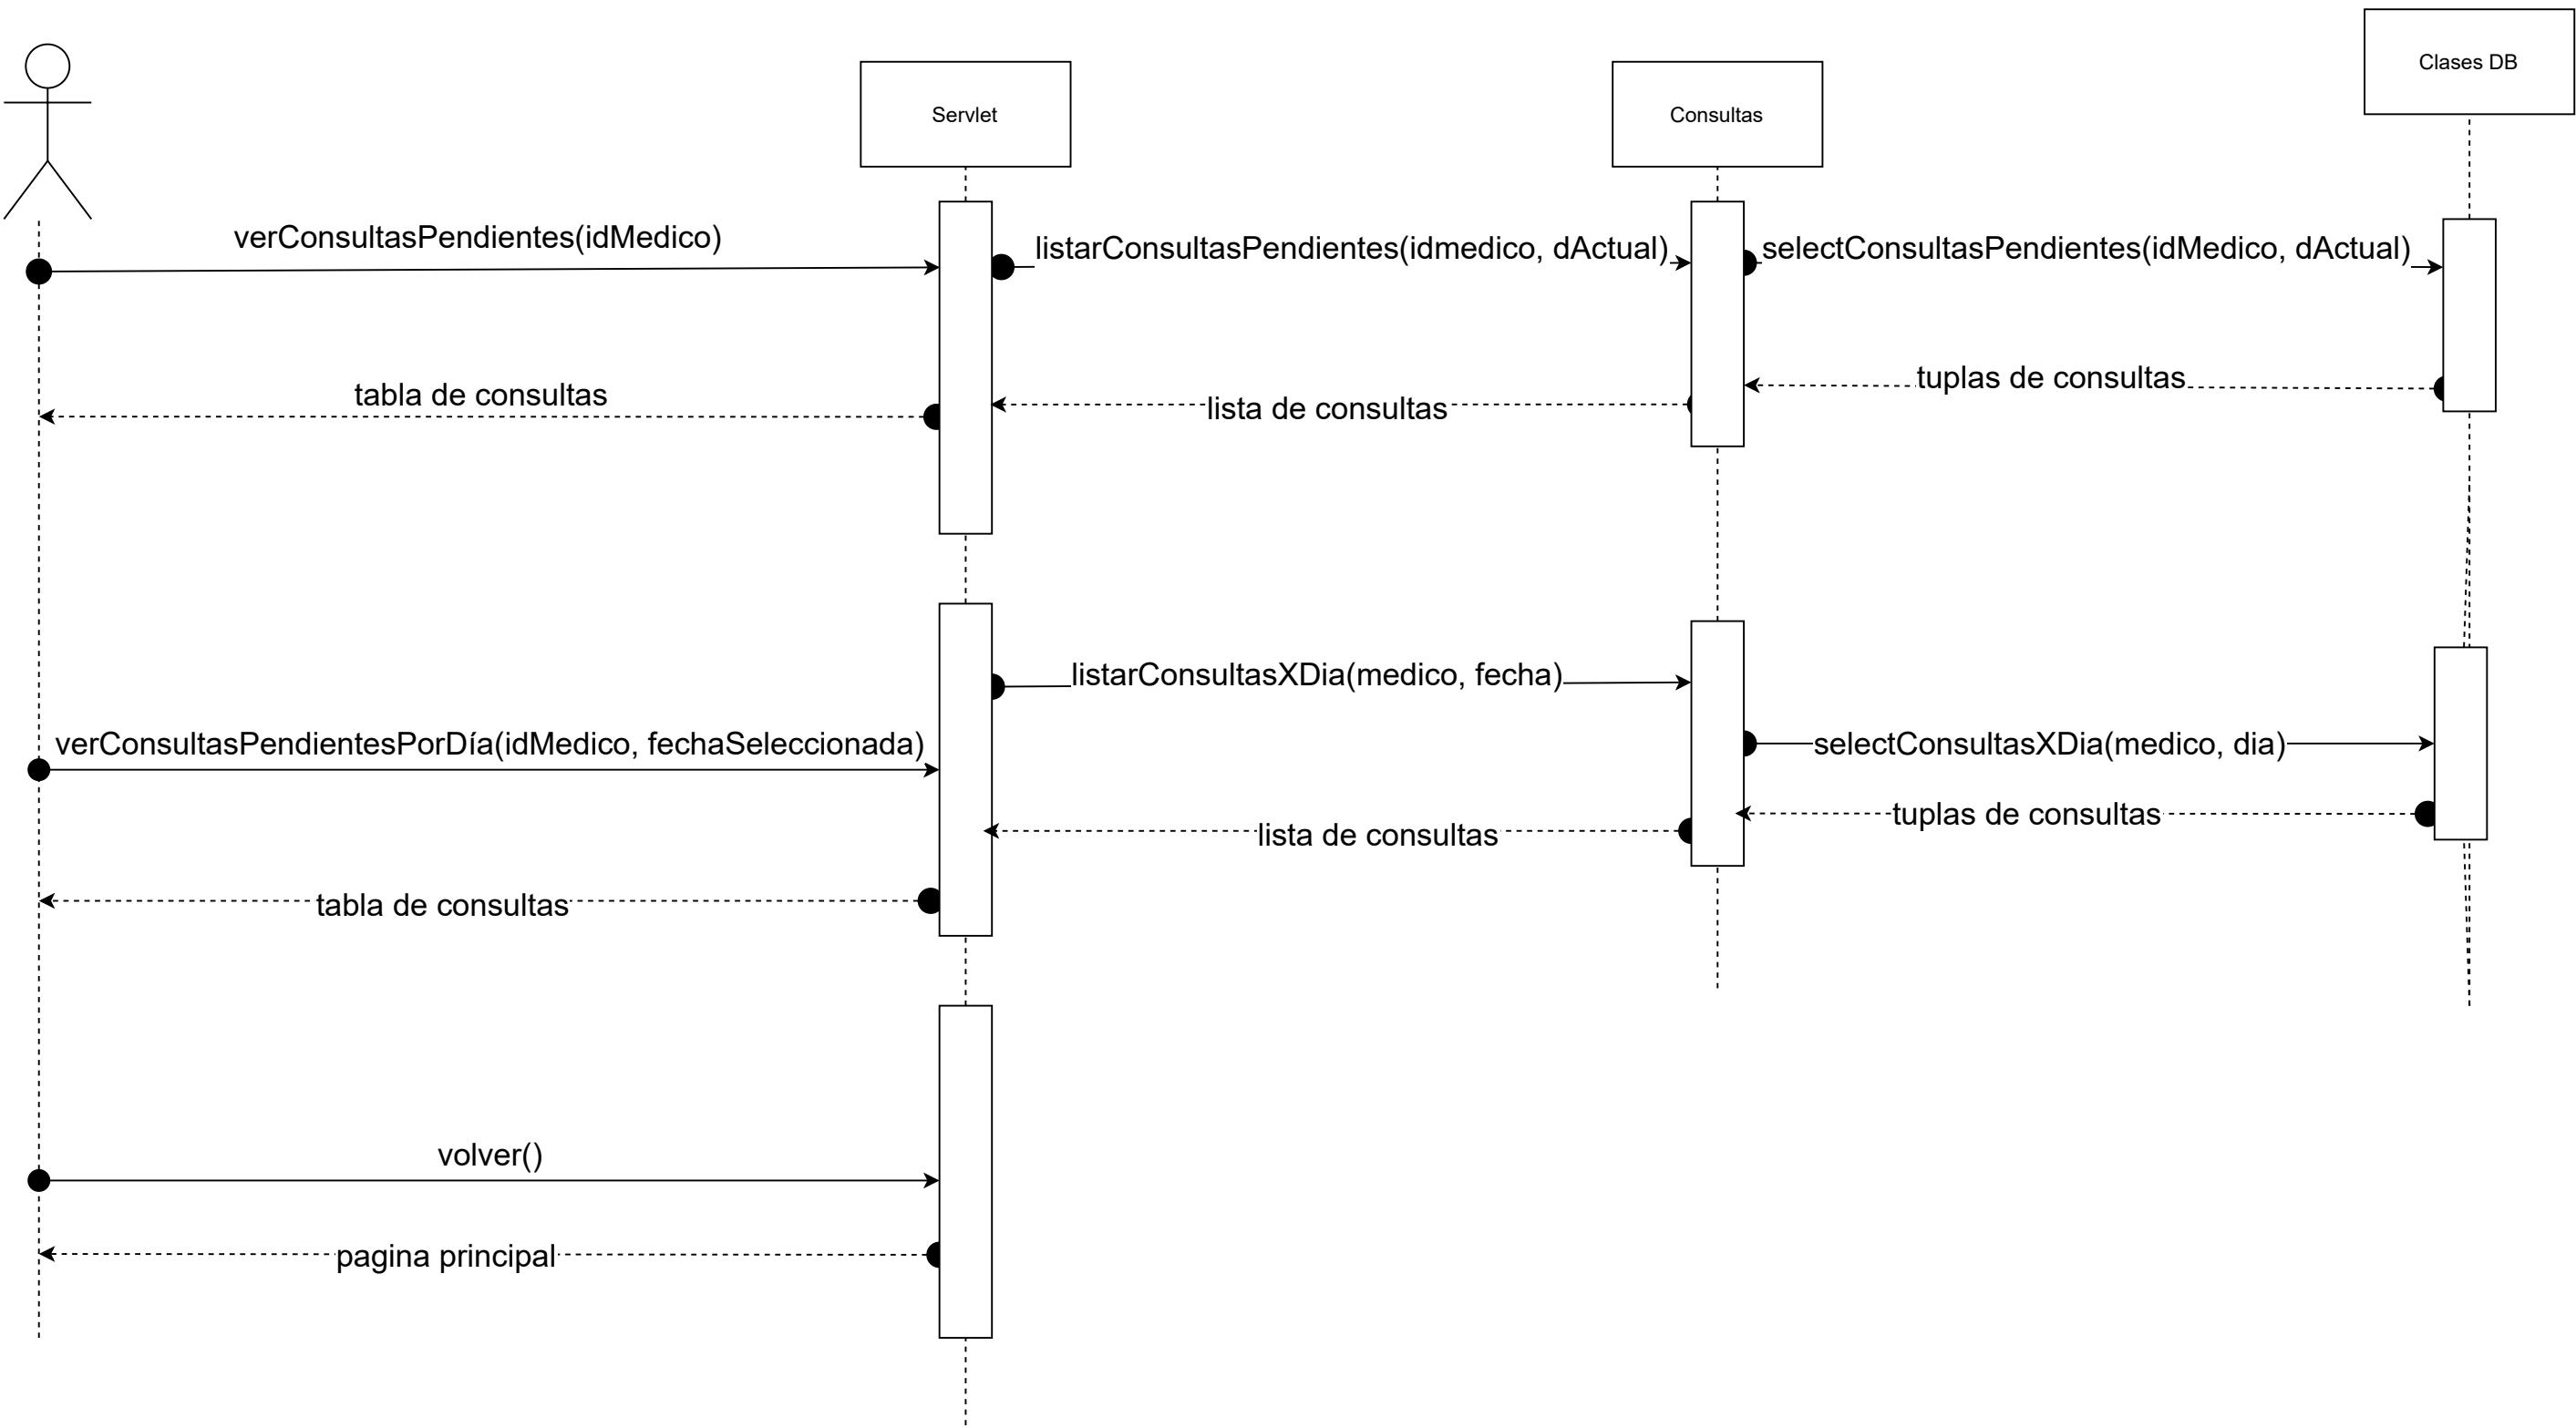 Clases DB
Servlet
Consultas
verConsultasPendientes(idMedico)
listarConsultasPendientes(idmedico, dActual)
selectConsultasPendientes(idMedico, dActual)
tuplas de consultas
tabla de consultas
lista de consultas
listarConsultasXDia(medico, fecha)
verConsultasPendientesPorDía(idMedico, fechaSeleccionada)
selectConsultasXDia(medico, dia)
tuplas de consultas
lista de consultas
tabla de consultas
volver()
pagina principal